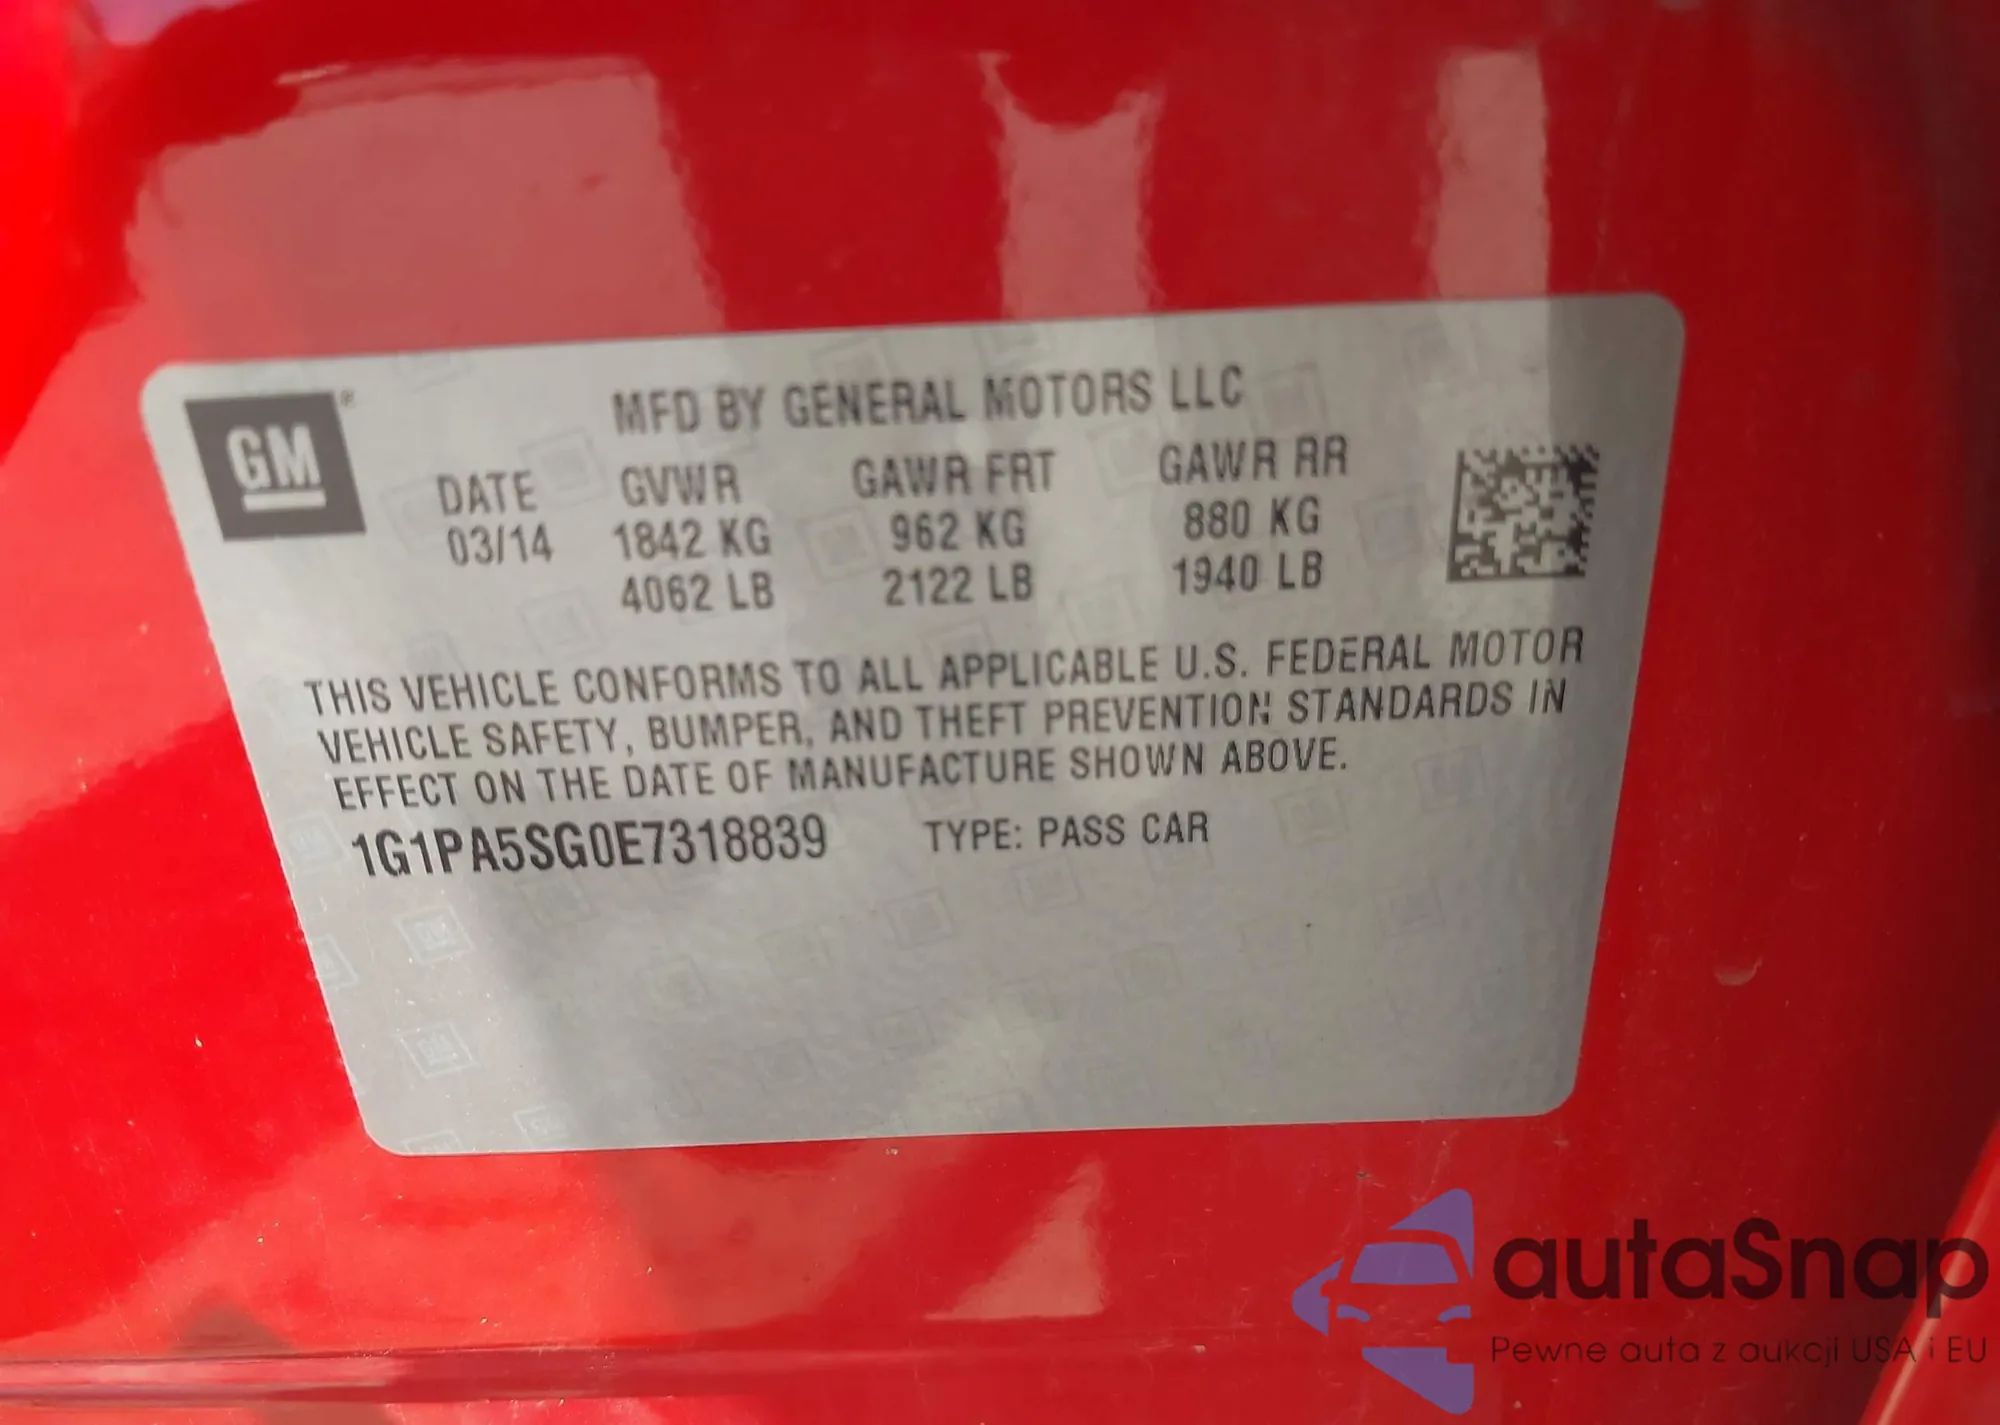 GM®
MFD BY GENERAL MOTORS LLC
DATE GVWR GAWR FRT GAWR RR
03/14 1842 KG 962 KG 880 KG
4062 LB 2122 LB 1940 LB
THIS VEHICLE CONFORMS TO ALL APPLICABLE U.S. FEDERAL MOTOR
VEHICLE SAFETY, BUMPER, AND THEFT PREVENTION STANDARDS IN
EFFECT ON THE DATE OF MANUFACTURE SHOWN ABOVE.
1G1PA5SG0E7318839 TYPE: PASS CAR
autaSnap
Pewne auta z aukcji USA i EU